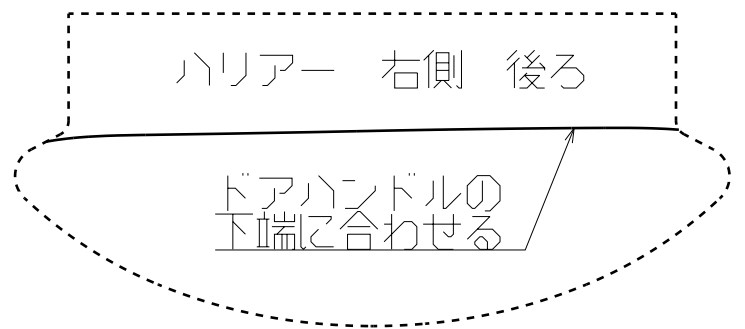 ハリアー　右側　後ろ
ドアハンドルの
下端に合わせる